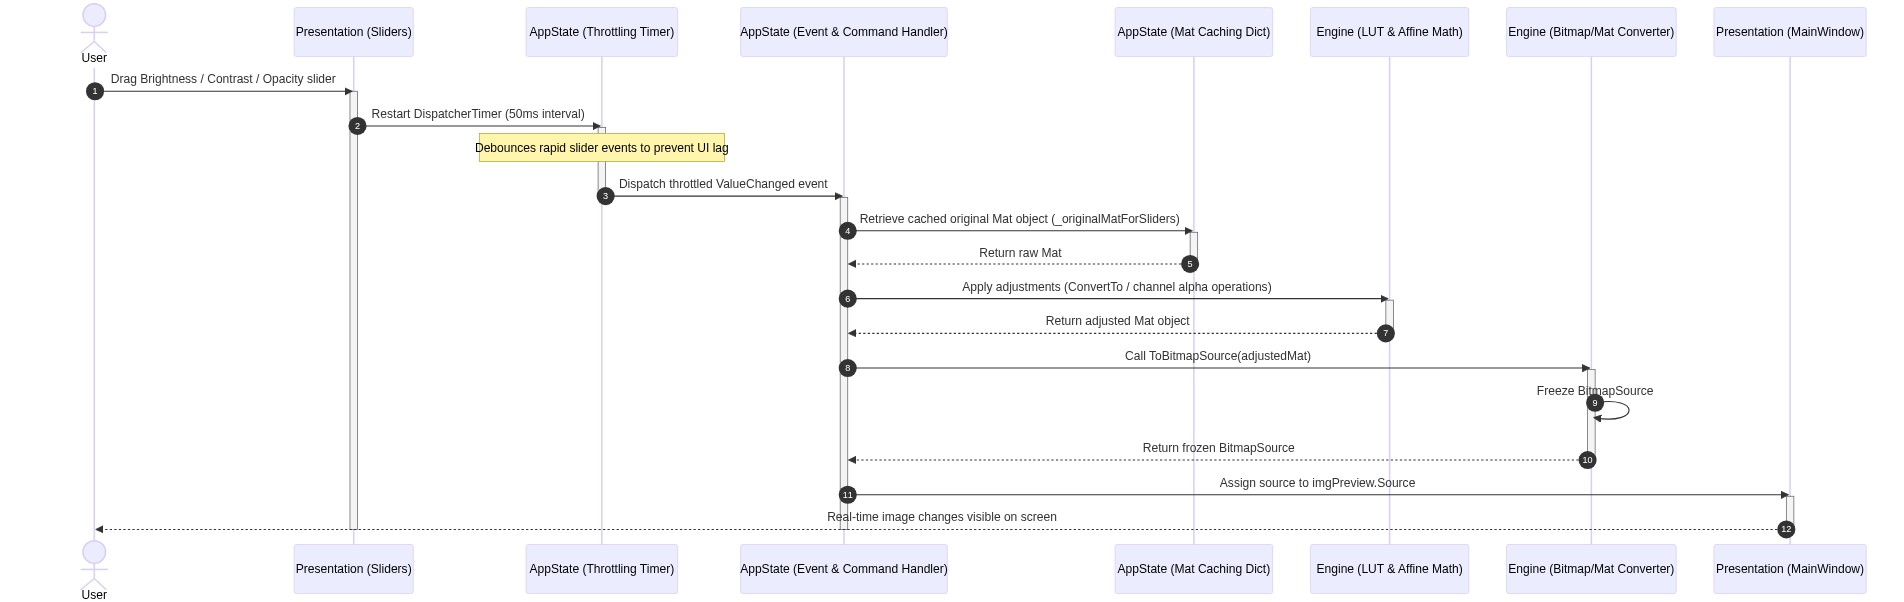 User
Presentation (Sliders)
AppState (Throttling Timer)
AppState (Event & Command Handler)
AppState (Mat Caching Dict)
Engine (LUT & Affine Math)
Engine (Bitmap/Mat Converter)
Presentation (MainWindow)
Drag Brightness / Contrast / Opacity slider
1
Restart DispatcherTimer (50ms interval)
2
Debounces rapid slider events to prevent UI lag
Dispatch throttled ValueChanged event
3
Retrieve cached original Mat object (_originalMatForSliders)
4
Return raw Mat
5
Apply adjustments (ConvertTo / channel alpha operations)
6
Return adjusted Mat object
7
Call ToBitmapSource(adjustedMat)
8
Freeze BitmapSource
9
Return frozen BitmapSource
10
Assign source to imgPreview.Source
11
Real-time image changes visible on screen
12
User
Presentation (Sliders)
AppState (Throttling Timer)
AppState (Event & Command Handler)
AppState (Mat Caching Dict)
Engine (LUT & Affine Math)
Engine (Bitmap/Mat Converter)
Presentation (MainWindow)